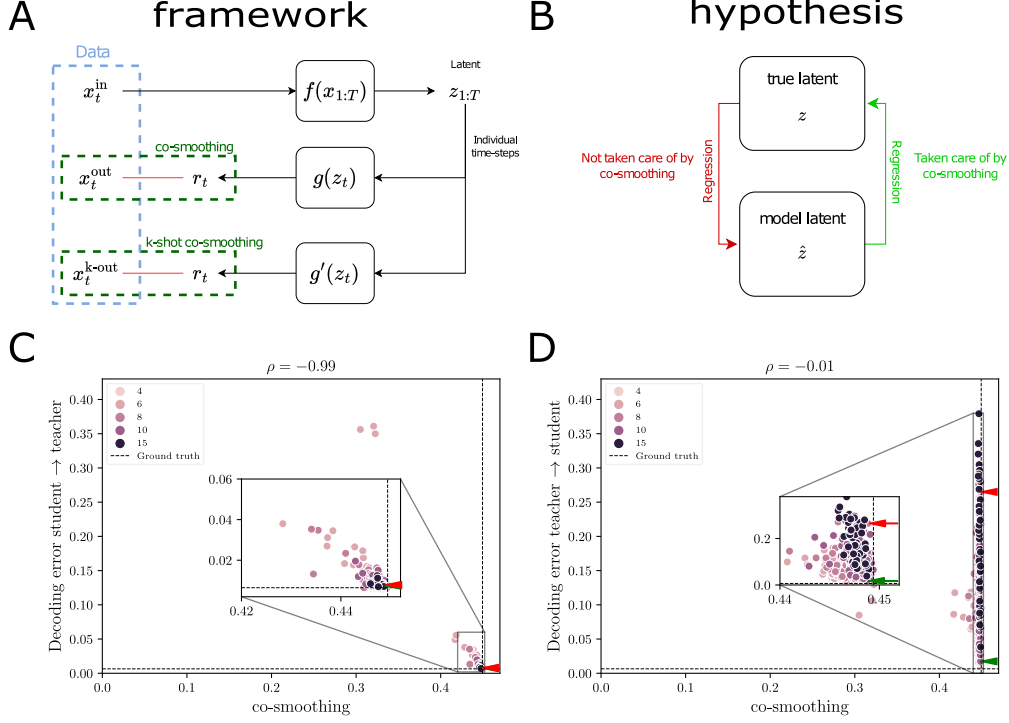 A
framework
Data
x_t^in
f(x_{1:T})
Latent
z_{1:T}
Individual
time-steps
co-smoothing
x_t^out
r_t
g(z_t)
k-shot co-smoothing
x_t^k-out
r_t
g′(z_t)
B
hypothesis
true latent
z
Not taken care of by
co-smoothing
Regression
Regression
Taken care of by
co-smoothing
model latent
ẑ
C
ρ = −0.99
Decoding error student → teacher
0.40
0.35
0.30
0.25
0.20
0.15
0.10
0.05
0.00
4
6
8
10
15
Ground truth
0.06
0.04
0.02
0.42
0.44
0.0
0.1
0.2
0.3
0.4
co-smoothing
D
ρ = −0.01
Decoding error teacher → student
0.40
0.35
0.30
0.25
0.20
0.15
0.10
0.05
0.00
4
6
8
10
15
Ground truth
0.2
0.0
0.44
0.45
0.0
0.1
0.2
0.3
0.4
co-smoothing